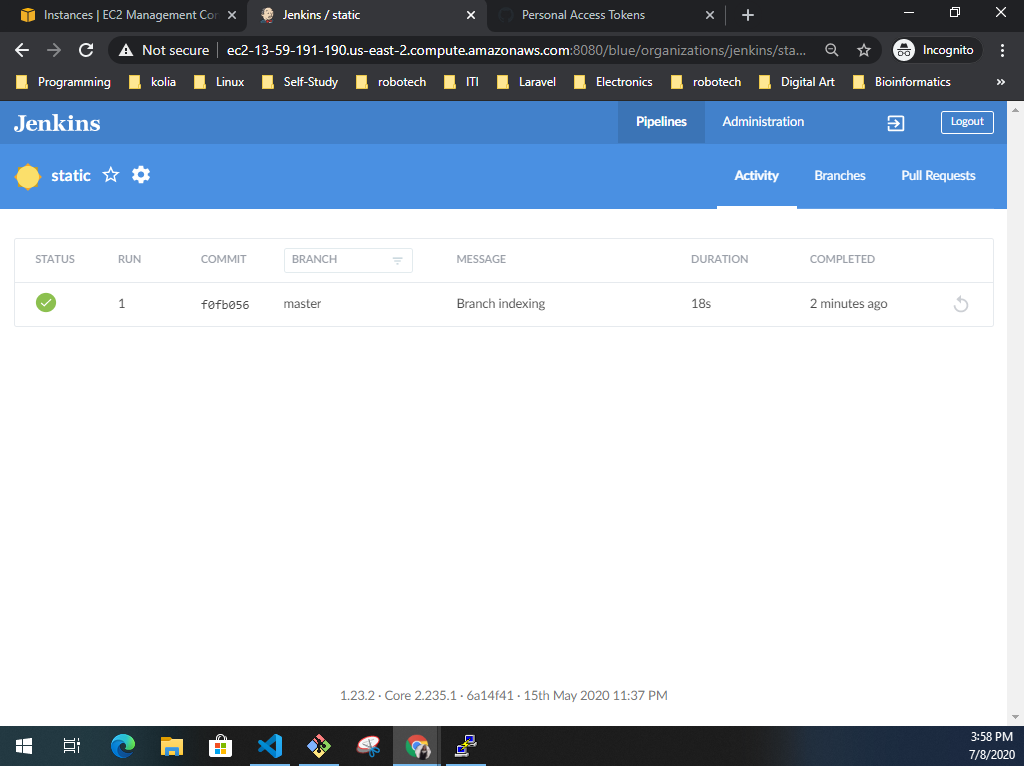 Instances | EC2 Management Co
Jenkins / static
Personal Access Tokens
Not secure
ec2-13-59-191-190.us-east-2.compute.amazonaws.com:8080/blue/organizations/jenkins/sta...
Incognito
Programming
kolia
Linux
Self-Study
robotech
ITI
Laravel
Electronics
robotech
Digital Art
Bioinformatics
»
Jenkins
Pipelines
Administration
Logout
static
Activity
Branches
Pull Requests
STATUS RUN COMMIT BRANCH MESSAGE DURATION COMPLETED
1 f0fb056 master Branch indexing 18s 2 minutes ago
1.23.2 · Core 2.235.1 · 6a14f41 · 15th May 2020 11:37 PM
3:58 PM
7/8/2020